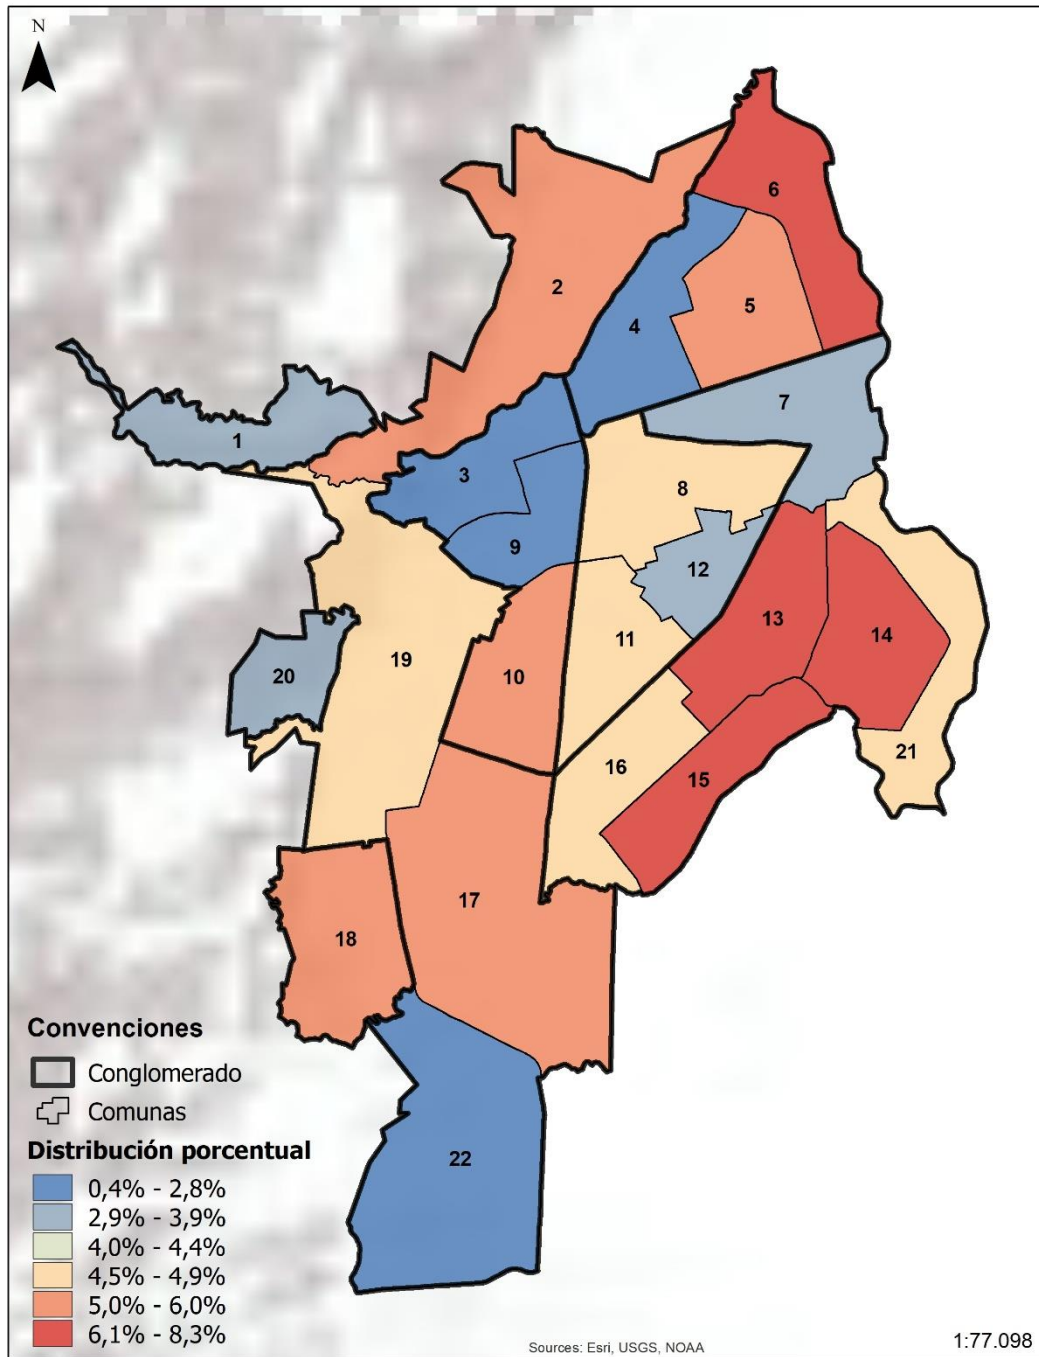 N
6
2
5
4
7
1
3
8
9
12
13
14
11
19
20
10
21
16
15
17
18
22
Convenciones
Conglomerado
Comunas
Distribución porcentual
0,4% - 2,8%
2,9% - 3,9%
4,0% - 4,4%
4,5% - 4,9%
5,0% - 6,0%
6,1% - 8,3%
Sources: Esri, USGS, NOAA
1:77.098